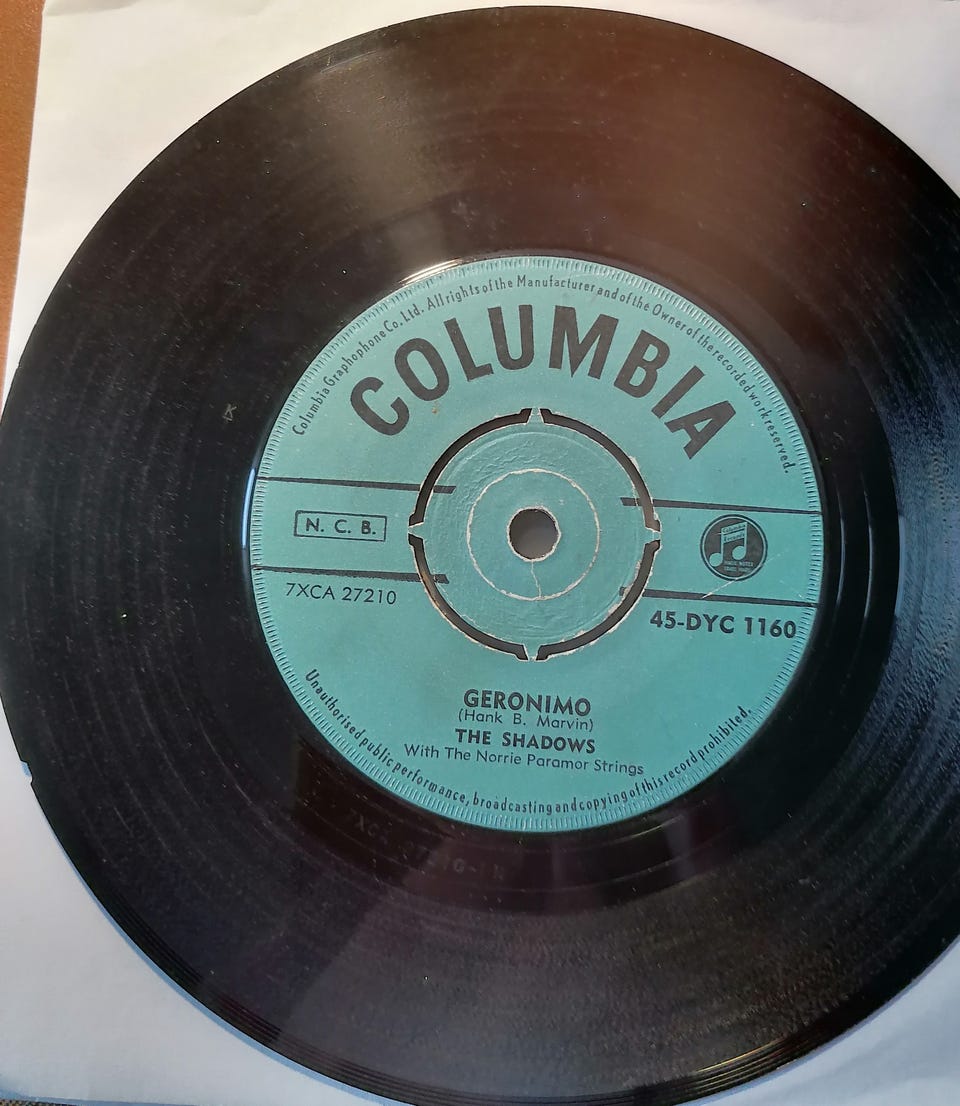 Columbia Graphophone Co. Ltd. All rights of the Manufacturer and of the Owner of the recorded work reserved.
COLUMBIA
N. C. B.
7XCA 27210
45-DYC 1160
GERONIMO
(Hank B. Marvin)
THE SHADOWS
With The Norrie Paramor Strings
Unauthorised public performance, broadcasting and copying of this record prohibited.